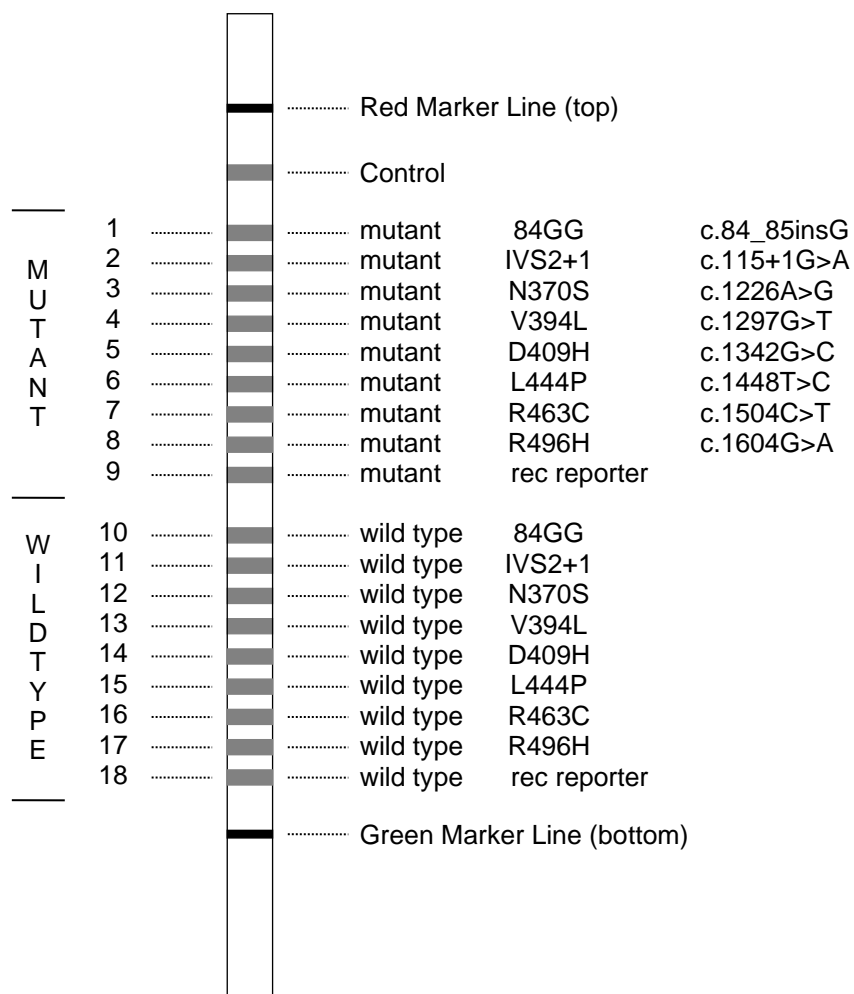 Red Marker Line (top)
Control
MUTANT
1 mutant 84GG c.84_85insG
2 mutant IVS2+1 c.115+1G>A
3 mutant N370S c.1226A>G
4 mutant V394L c.1297G>T
5 mutant D409H c.1342G>C
6 mutant L444P c.1448T>C
7 mutant R463C c.1504C>T
8 mutant R496H c.1604G>A
9 mutant rec reporter
WILDTYPE
10 wild type 84GG
11 wild type IVS2+1
12 wild type N370S
13 wild type V394L
14 wild type D409H
15 wild type L444P
16 wild type R463C
17 wild type R496H
18 wild type rec reporter
Green Marker Line (bottom)